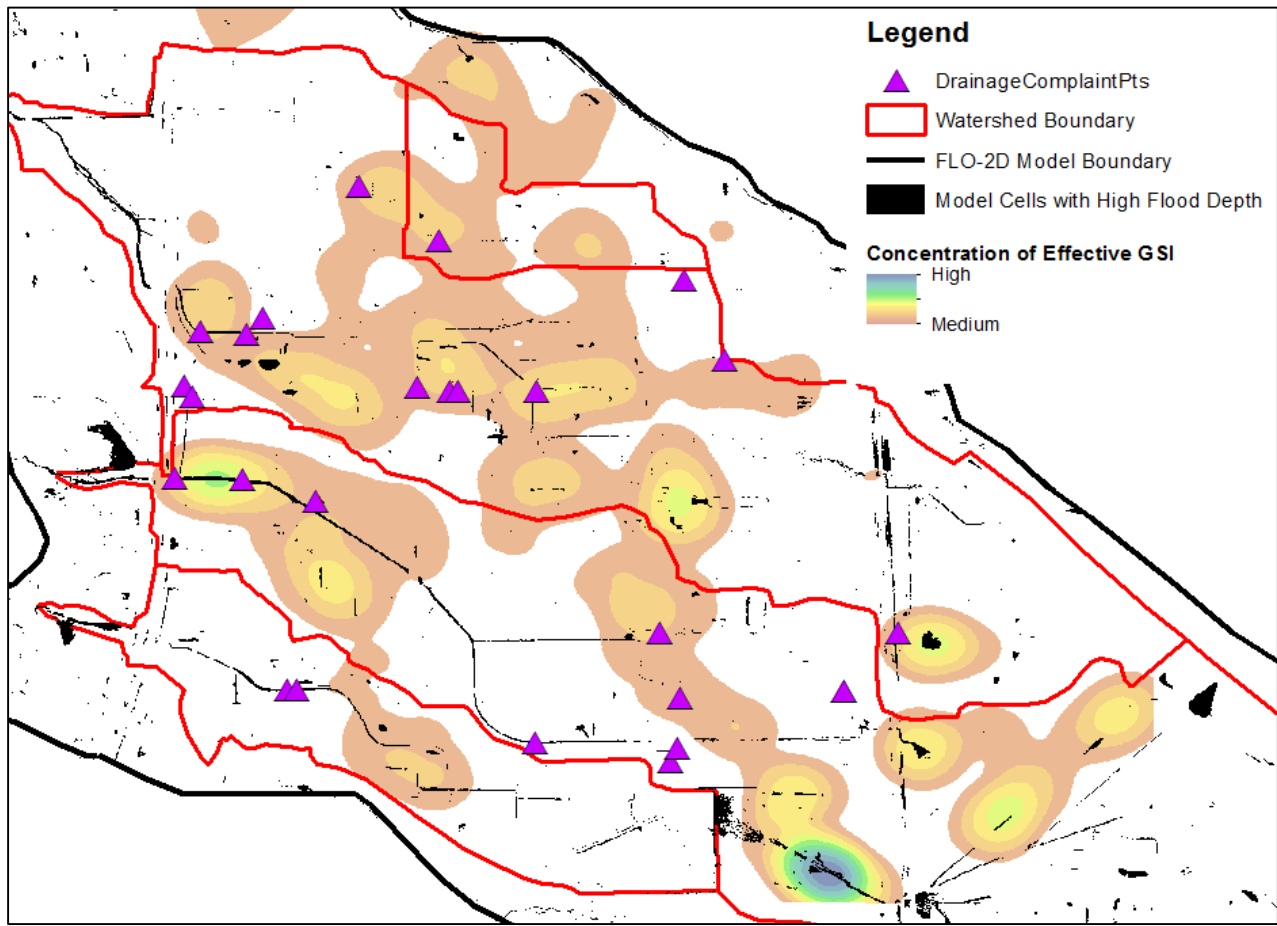 Legend
DrainageComplaintPts
Watershed Boundary
FLO-2D Model Boundary
Model Cells with High Flood Depth
Concentration of Effective GSI
High
Medium